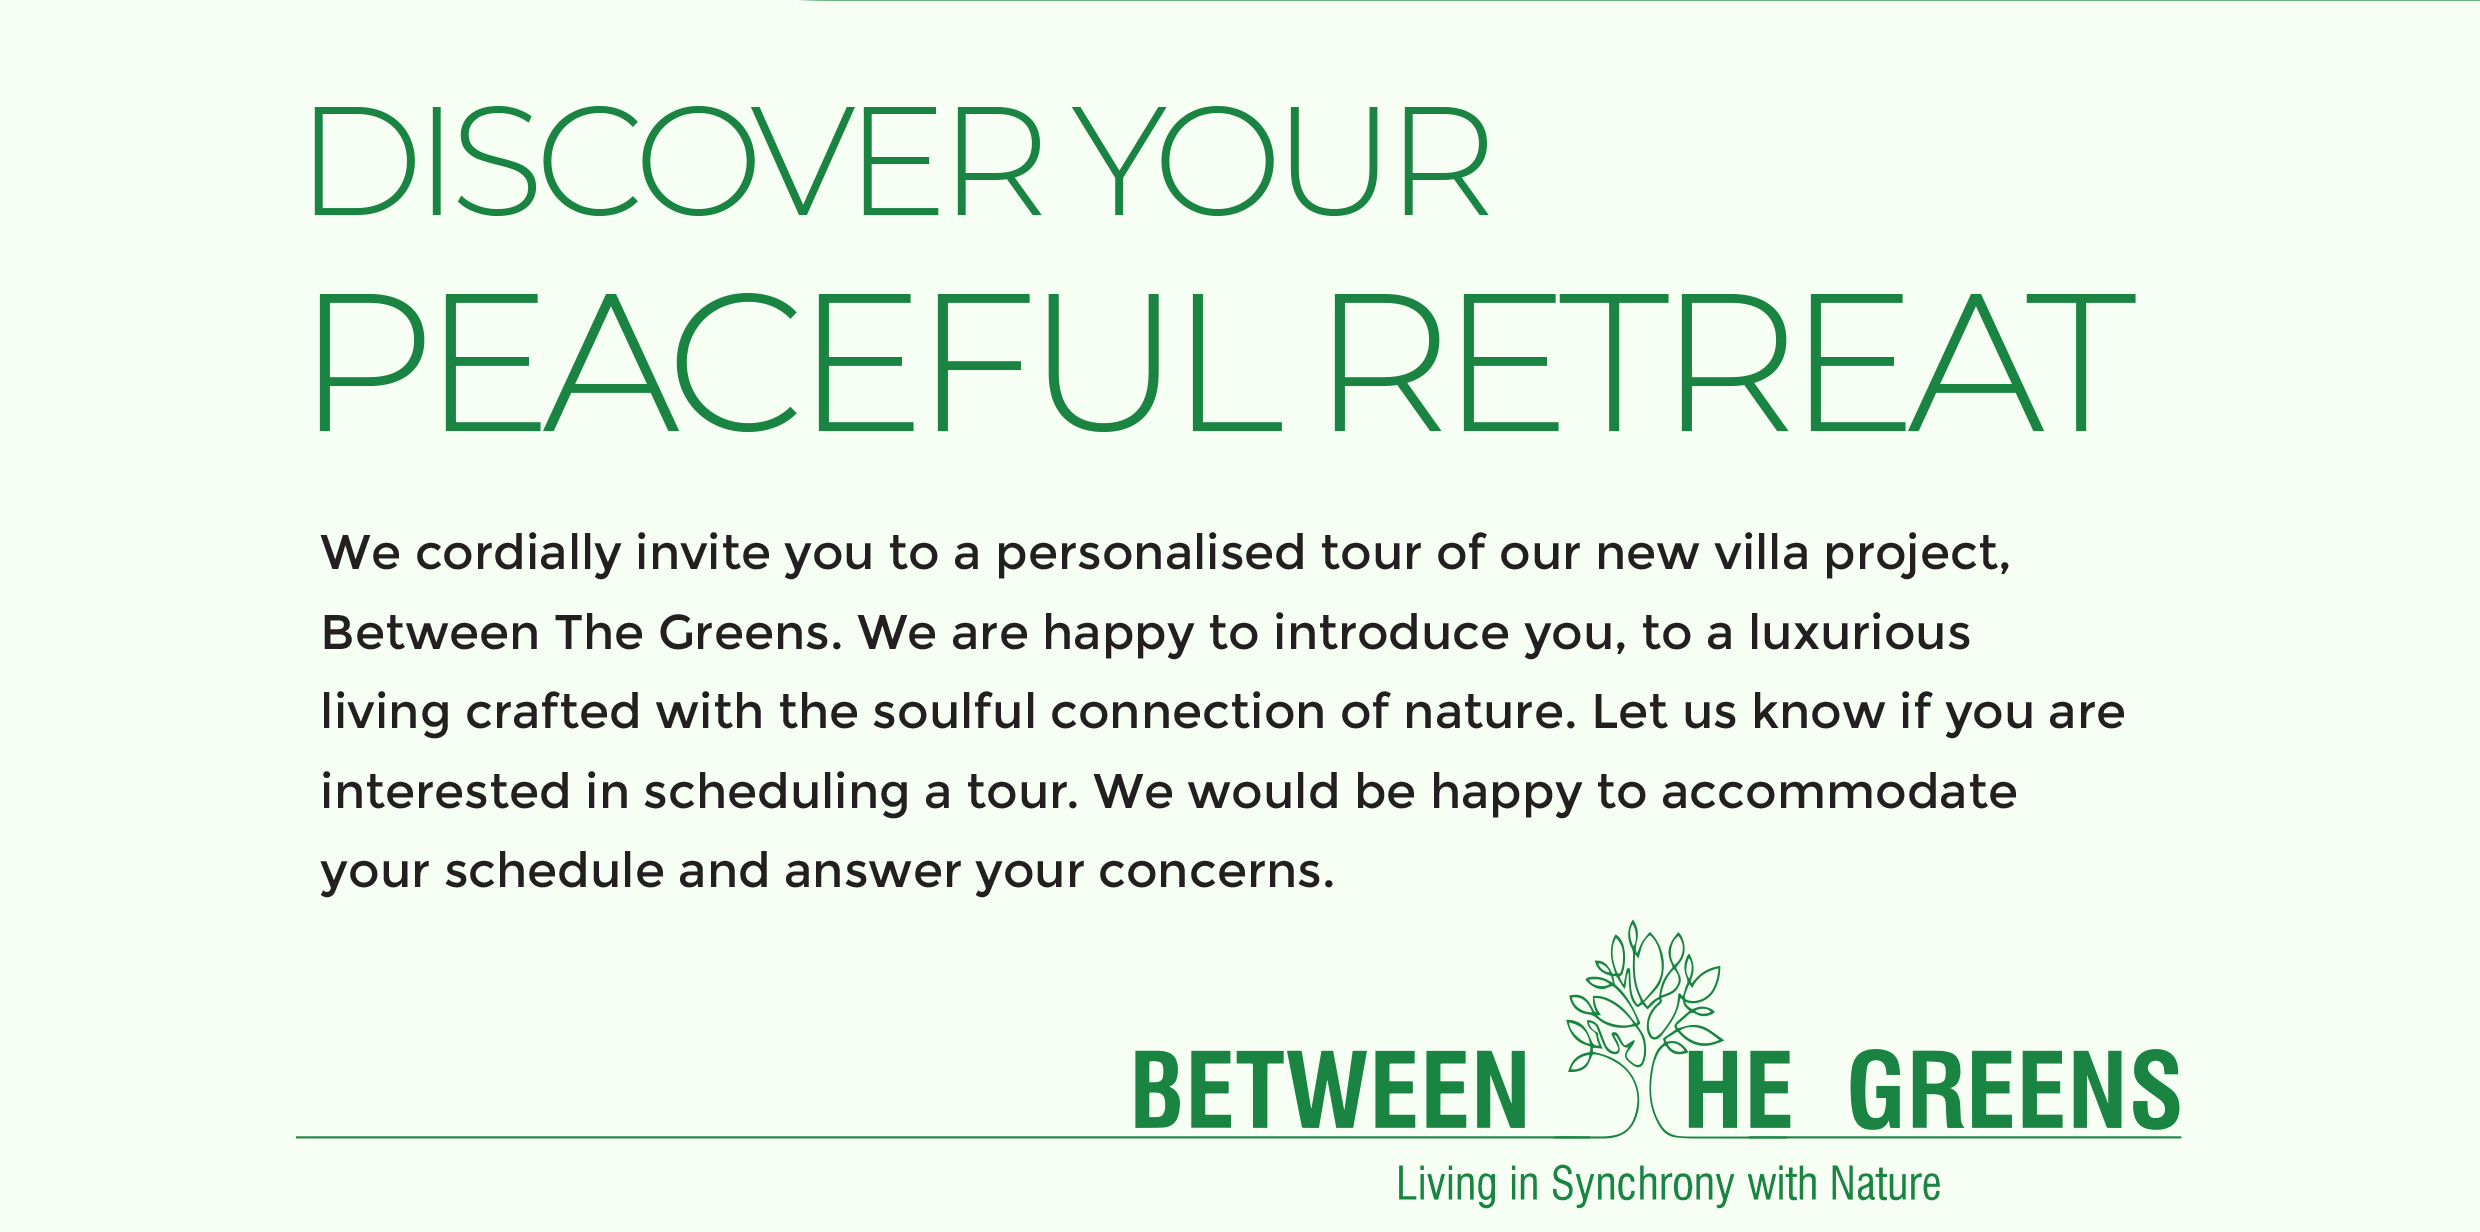 DISCOVER YOUR
PEACEFUL RETREAT
We cordially invite you to a personalised tour of our new villa project,
Between The Greens. We are happy to introduce you, to a luxurious
living crafted with the soulful connection of nature. Let us know if you are
interested in scheduling a tour. We would be happy to accommodate
your schedule and answer your concerns.
BETWEEN THE GREENS
Living in Synchrony with Nature